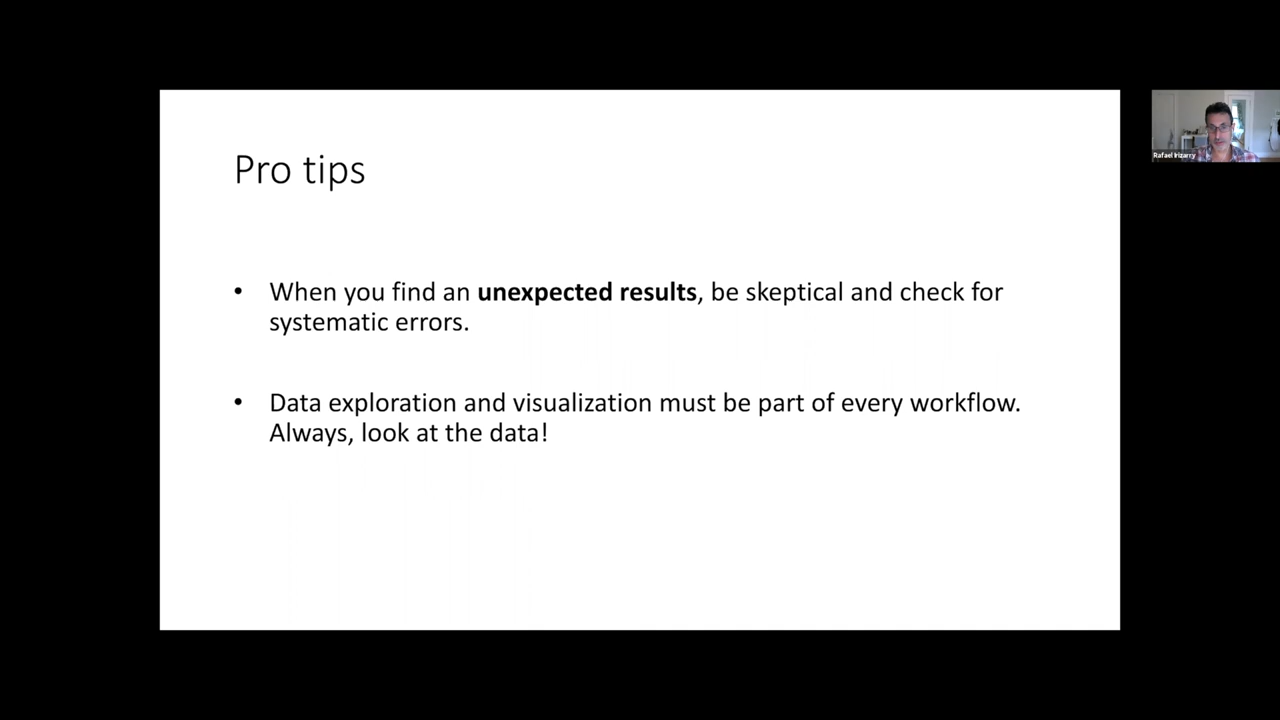 Pro tips
Rafael Irizarry
• When you find an unexpected results, be skeptical and check for
systematic errors.
• Data exploration and visualization must be part of every workflow.
Always, look at the data!